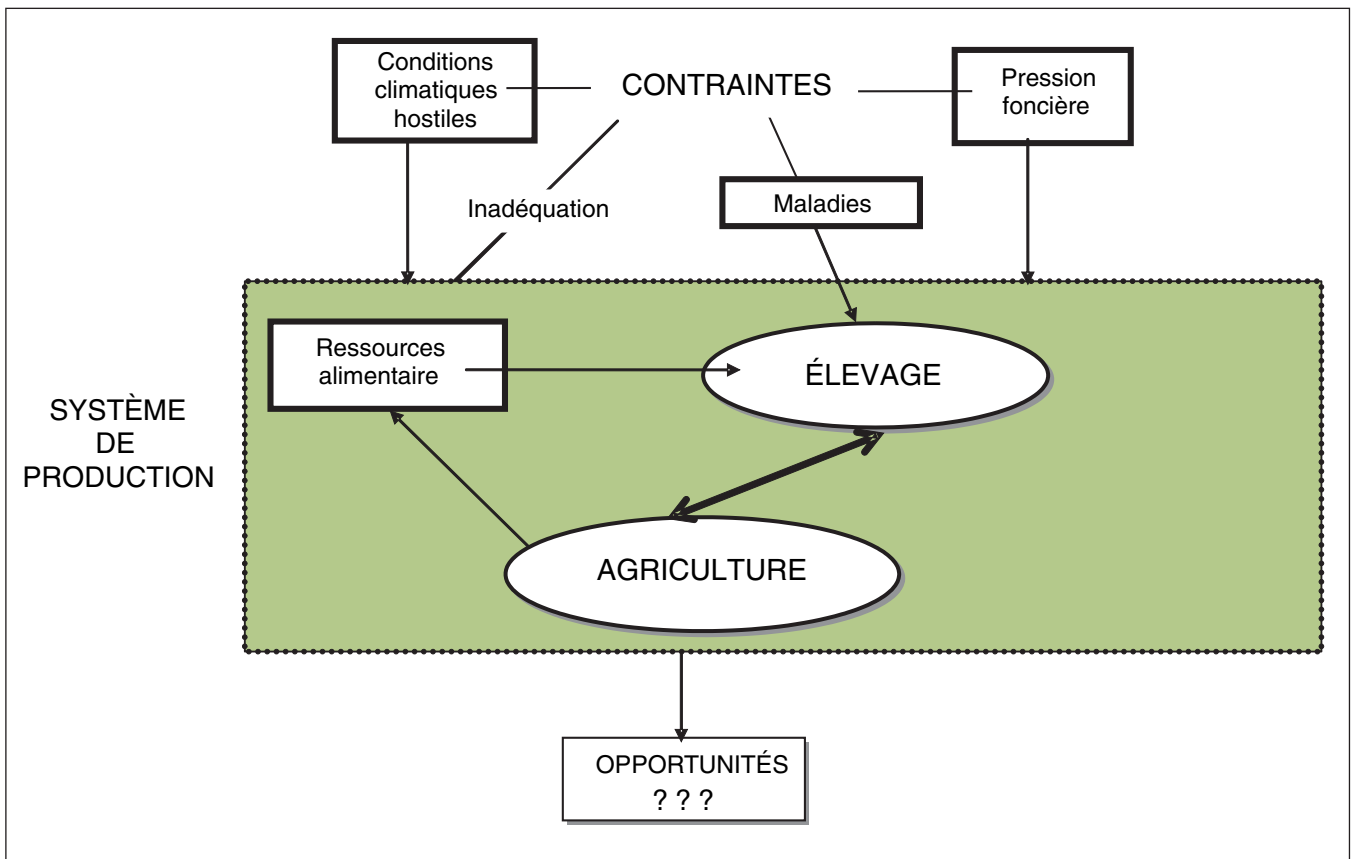 Conditions
climatiques
hostiles
CONTRAINTES
Pression
foncière
Inadéquation
Maladies
Ressources
alimentaire
ÉLEVAGE
SYSTÈME
DE
PRODUCTION
AGRICULTURE
OPPORTUNITÉS
? ? ?